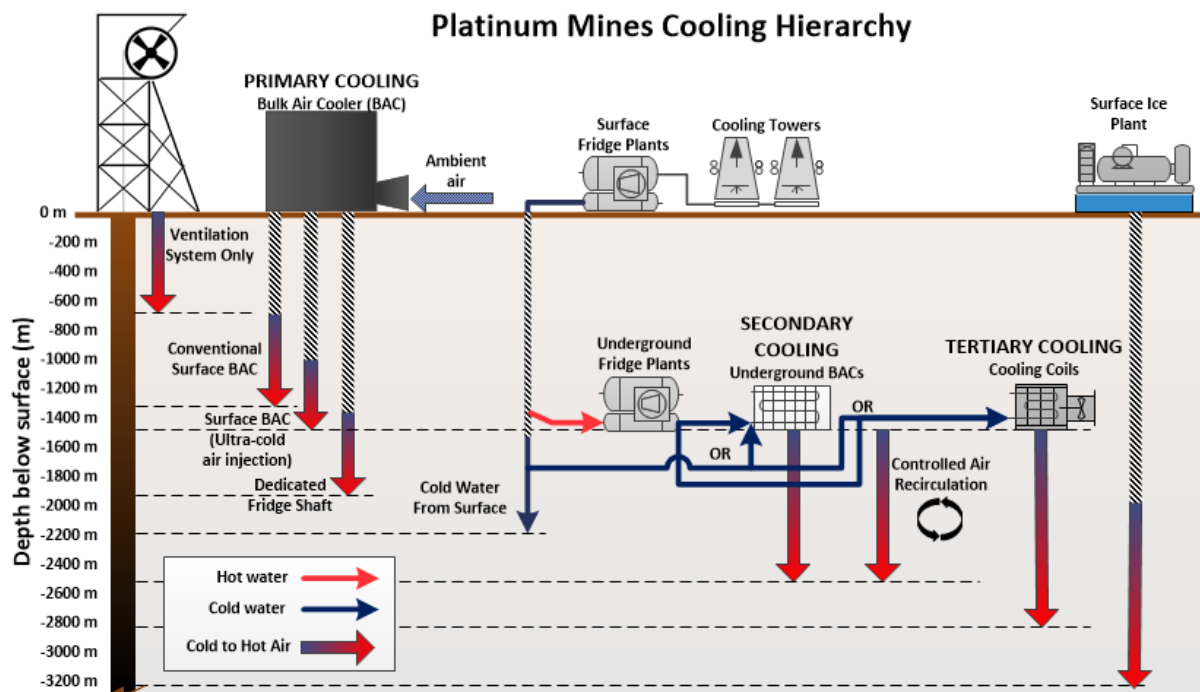 Platinum Mines Cooling Hierarchy
PRIMARY COOLING
Bulk Air Cooler (BAC)
Ambient
air
Surface
Fridge Plants
Cooling Towers
Surface Ice
Plant
Depth below surface (m)
0 m
-200 m
-400 m
-600 m
-800 m
-1000 m
-1200 m
-1400 m
-1600 m
-1800 m
-2000 m
-2200 m
-2400 m
-2600 m
-2800 m
-3000 m
-3200 m
Ventilation
System Only
Conventional
Surface BAC
Surface BAC
(Ultra-cold
air injection)
Dedicated
Fridge Shaft
Cold Water
From Surface
Underground
Fridge Plants
SECONDARY
COOLING
Underground BACs
OR
OR
TERTIARY COOLING
Cooling Coils
Controlled Air
Recirculation
Hot water
Cold water
Cold to Hot Air